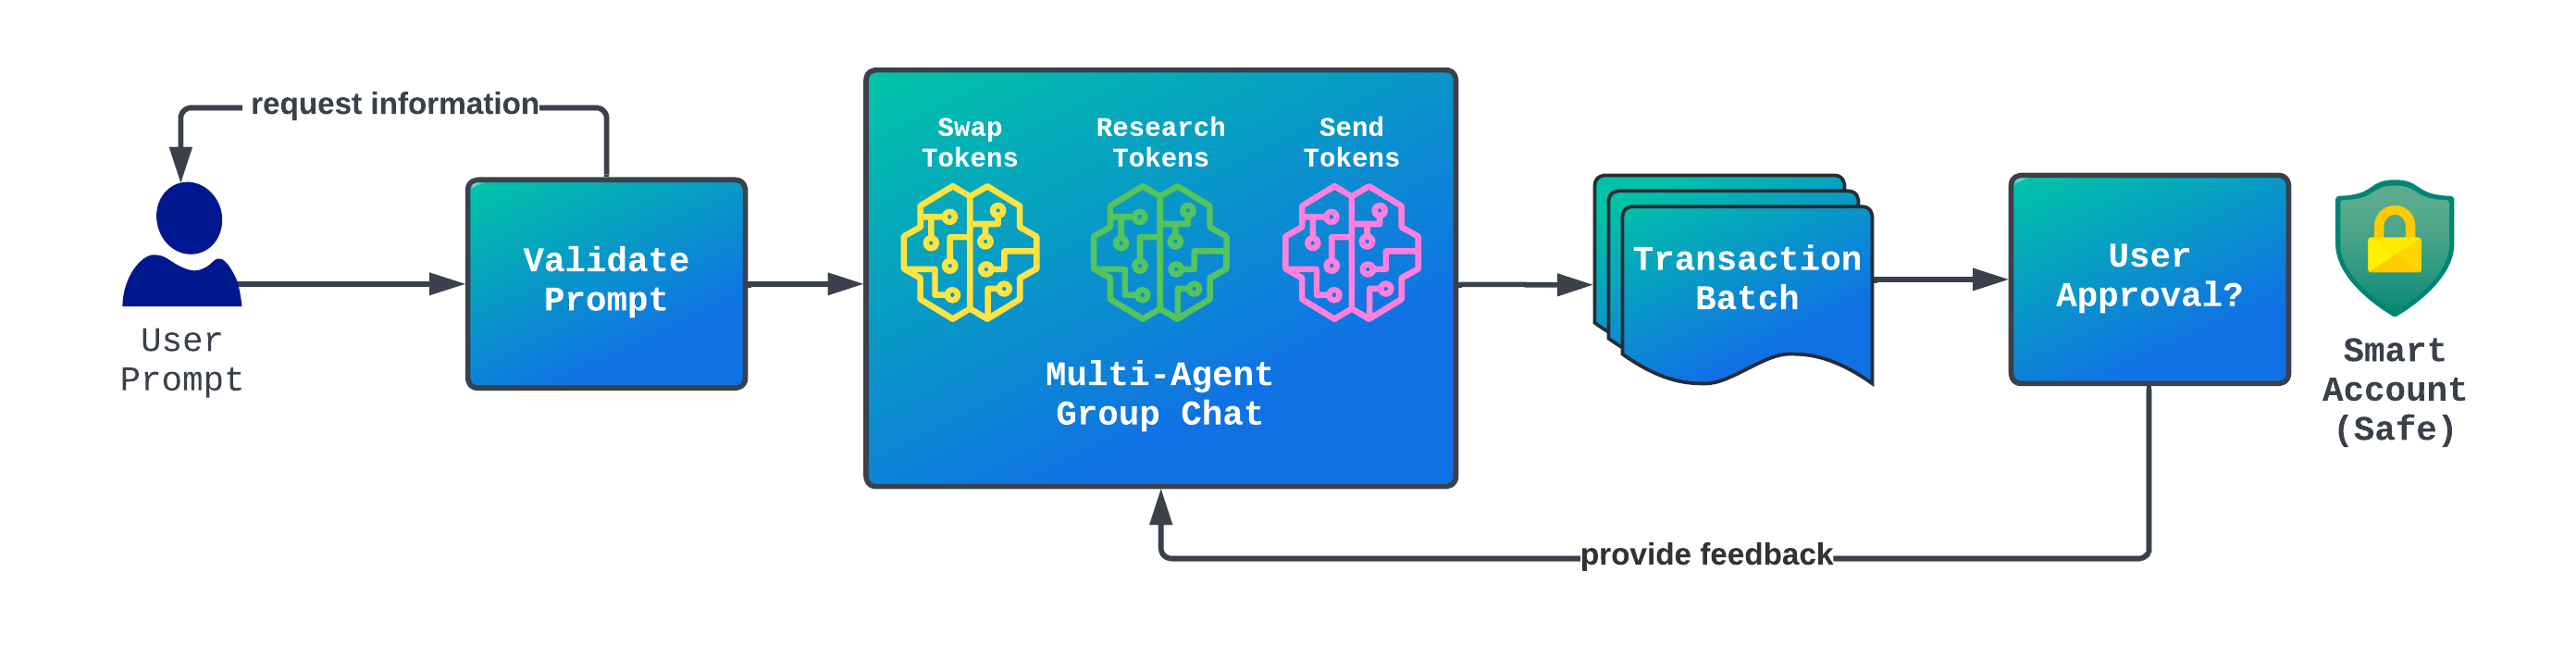 request information
User
Prompt
Validate
Prompt
Swap
Tokens
Research
Tokens
Send
Tokens
Multi-Agent
Group Chat
Transaction
Batch
User
Approval?
Smart
Account
(Safe)
provide feedback